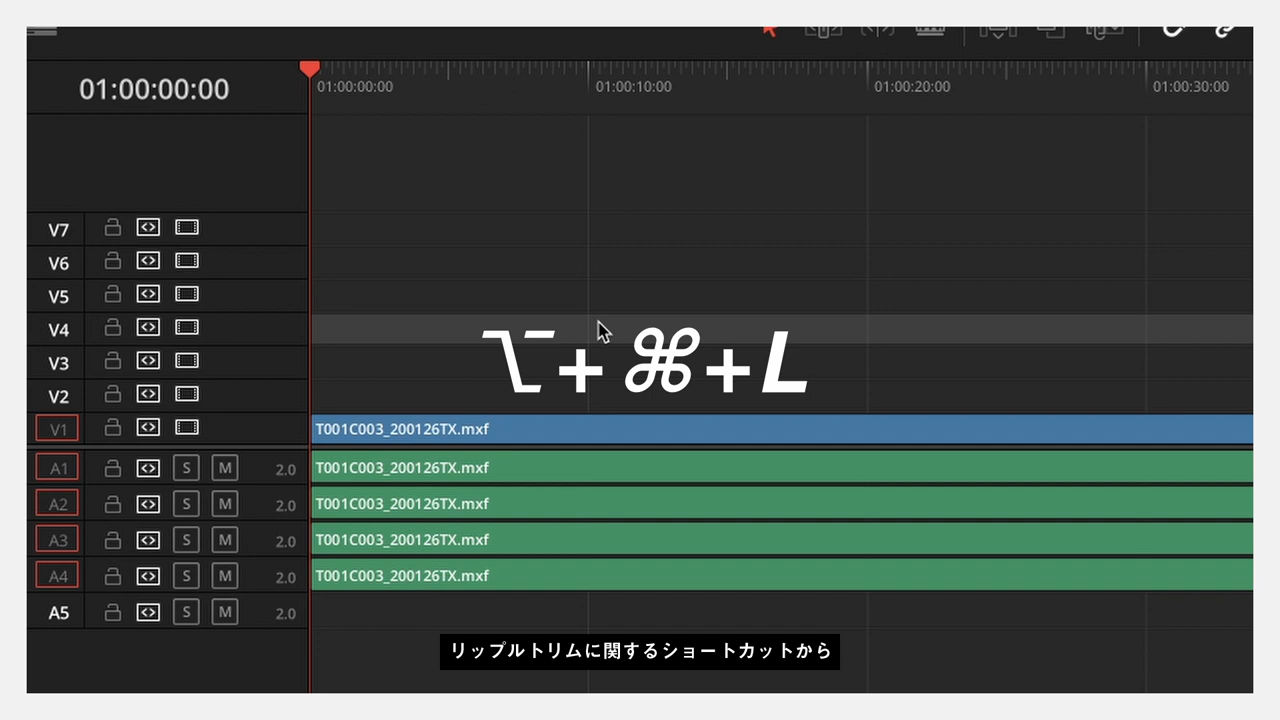 01:00:00:00
01:00:00:00 01:00:10:00 01:00:20:00 01:00:30:00
V7
V6
V5
V4
V3
V2
⌥+⌘+L
V1 T001C003_200126TX.mxf
A1 S M 2.0 T001C003_200126TX.mxf
A2 S M 2.0 T001C003_200126TX.mxf
A3 S M 2.0 T001C003_200126TX.mxf
A4 S M 2.0 T001C003_200126TX.mxf
A5 S M 2.0
リップルトリムに関するショートカットから